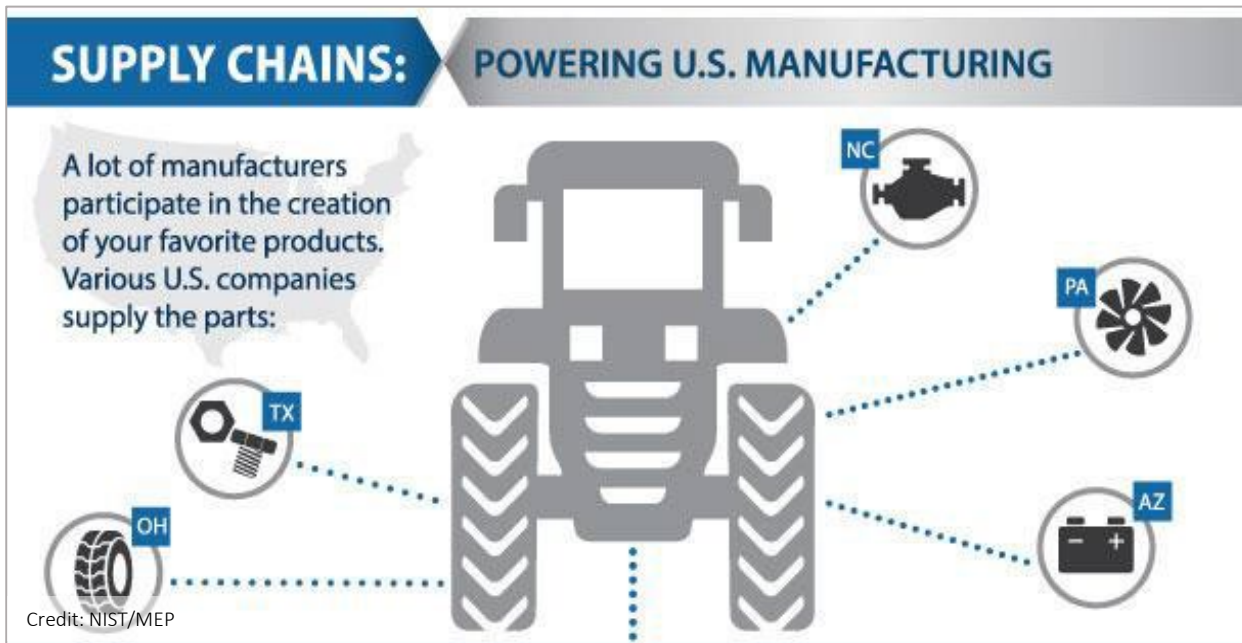 SUPPLY CHAINS:
POWERING U.S. MANUFACTURING
A lot of manufacturers
participate in the creation
of your favorite products.
Various U.S. companies
supply the parts:
NC
PA
TX
AZ
OH
- +
Credit: NIST/MEP